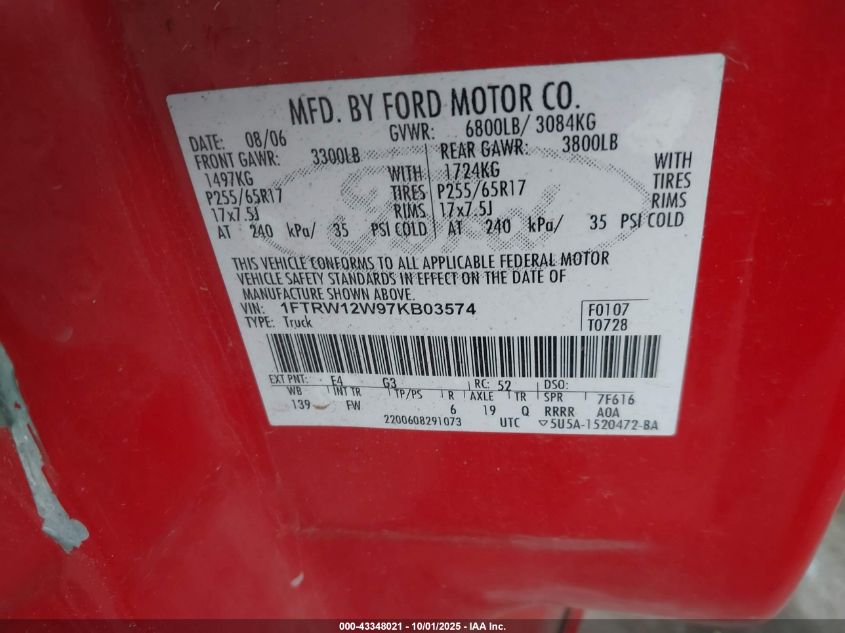 MFD. BY FORD MOTOR CO.
DATE: 08/06 GVWR: 6800LB/ 3084KG
FRONT GAWR: 3300LB REAR GAWR: 3800LB
1497KG WITH 1724KG WITH
P255/65R17 TIRES P255/65R17 TIRES
17x7.5J RIMS 17x7.5J RIMS
AT 240 kPa/ 35 PSI COLD AT 240 kPa/ 35 PSI COLD
Ford
THIS VEHICLE CONFORMS TO ALL APPLICABLE FEDERAL MOTOR
VEHICLE SAFETY STANDARDS IN EFFECT ON THE DATE OF
MANUFACTURE SHOWN ABOVE.
VIN: 1FTRW12W97KB03574 F0107
TYPE: Truck T0728
EXT PNT: E4 G3 RC: 52 DSO:
WB INT TR TP/PS R AXLE TR SPR 7F616
139 FW 6 19 Q RRRR A0A
2200608291073 UTC ▽5U5A-1520472-BA
000-43348021 - 10/01/2025 - IAA Inc.